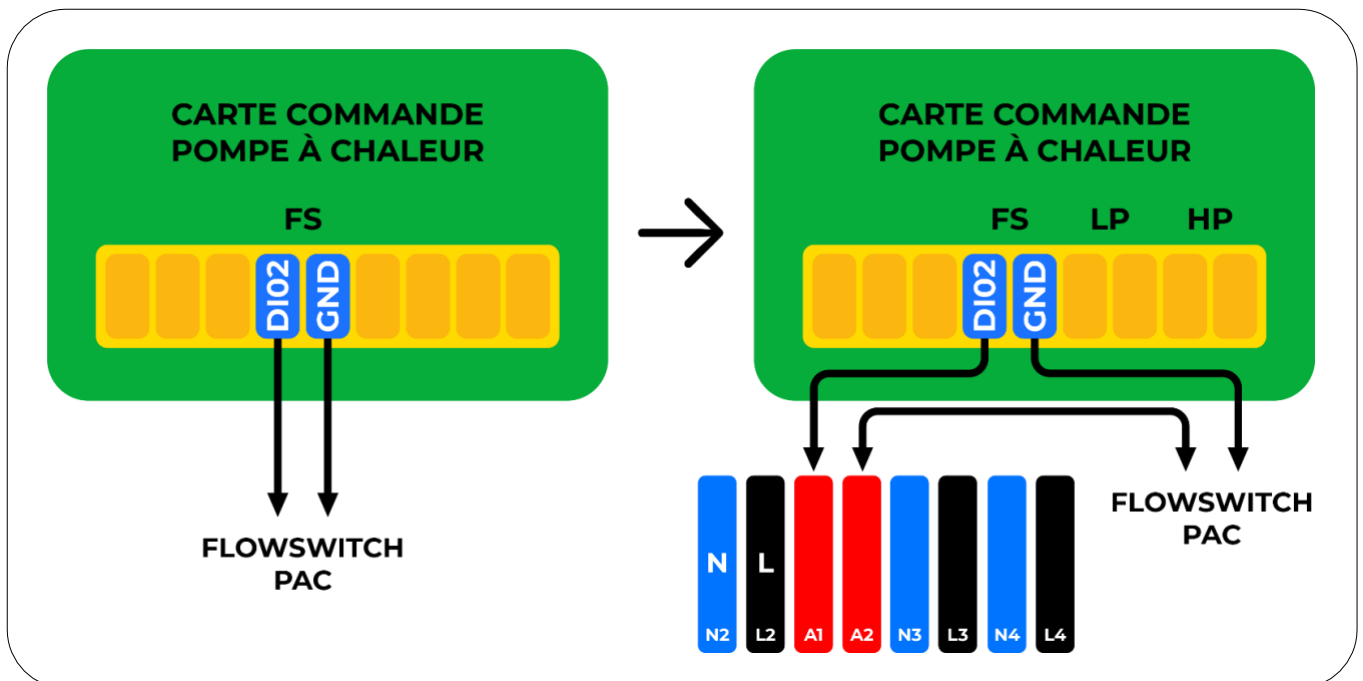 CARTE COMMANDE
POMPE À CHALEUR
FS
DI02
GND
FLOWSWITCH
PAC
CARTE COMMANDE
POMPE À CHALEUR
FS LP HP
DI02
GND
FLOWSWITCH
PAC
N L
N2 L2 A1 A2 N3 L3 N4 L4